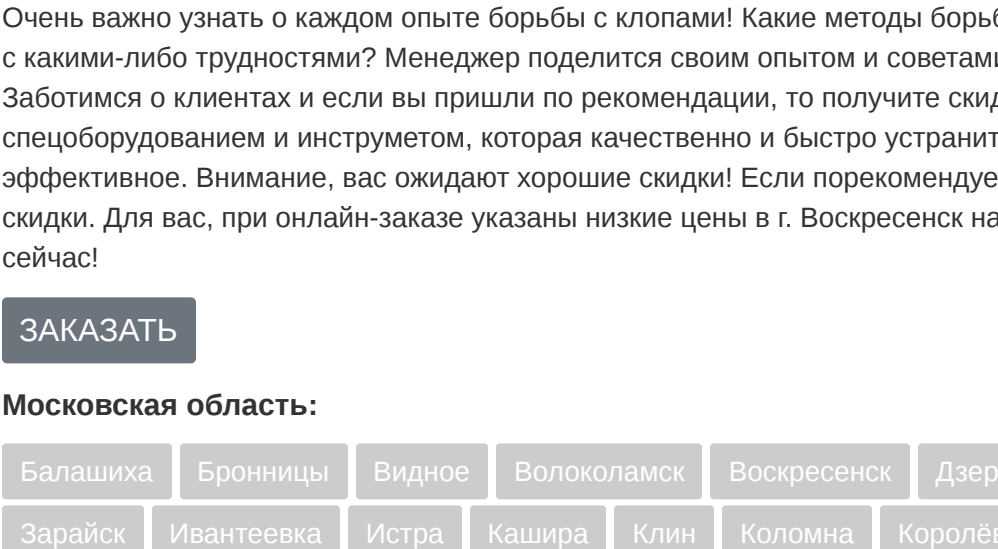 Очень важно узнать о каждом опыте борьбы с клопами! Какие методы
с какими-либо трудностями? Менеджер поделится своим опытом и советами
Заботимся о клиентах и если вы пришли по рекомендации, то получите
спецоборудованием и инструметом, которая качественно и быстро устранит
эффективное. Внимание, вас ожидают хорошие скидки! Если
скидки. Для вас, при онлайн-заказе указаны низкие цены в г. Воскресенск на
сейчас!
ЗАКАЗАТЬ
Московская область:
Балашиха Бронницы Видное Волоколамск Воскресенск
Зарайск Ивантеевка Истра Кашира Клин Коломна Королёв